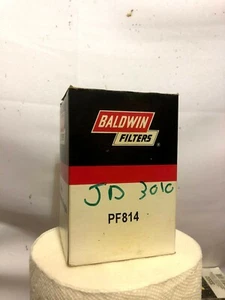 BALDWIN
FILTERS
JD 3010
PF814